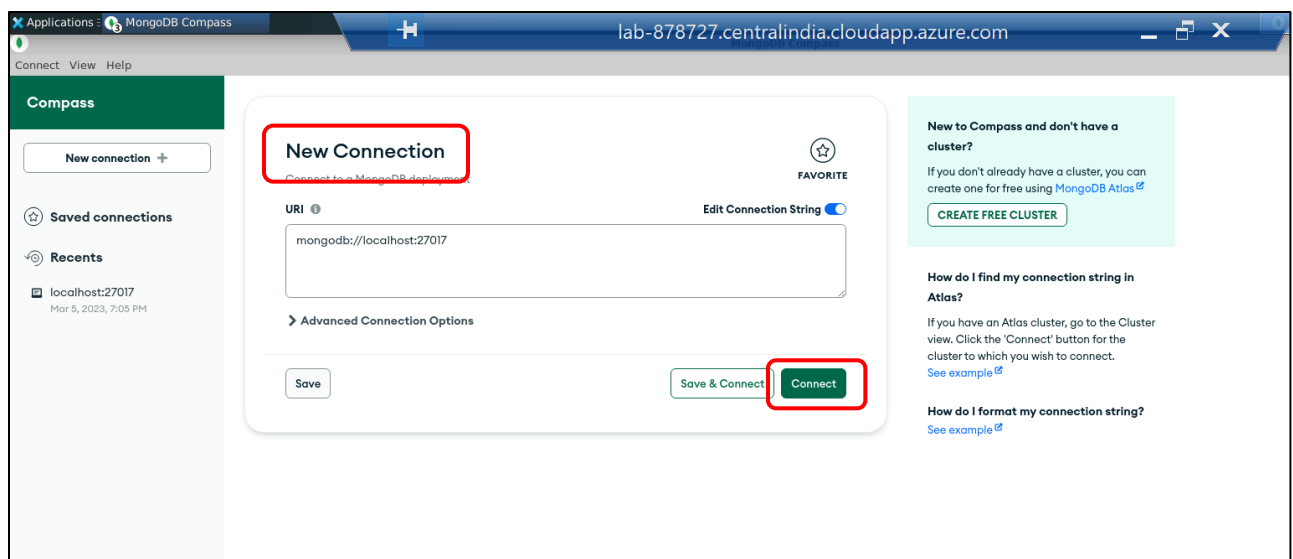 Applications : MongoDB Compass
lab-878727.centralindia.cloudapp.azure.com
MongoDB Compass
Connect View Help
Compass
New connection +
Saved connections
Recents
localhost:27017
Mar 5, 2023, 7:05 PM
New Connection
Connect to a MongoDB deployment
FAVORITE
URI
Edit Connection String
mongodb://localhost:27017
Advanced Connection Options
Save
Save & Connect
Connect
New to Compass and don't have a
cluster?
If you don't already have a cluster, you can
create one for free using MongoDB Atlas
CREATE FREE CLUSTER
How do I find my connection string in
Atlas?
If you have an Atlas cluster, go to the Cluster
view. Click the 'Connect' button for the
cluster to which you wish to connect.
See example
How do I format my connection string?
See example